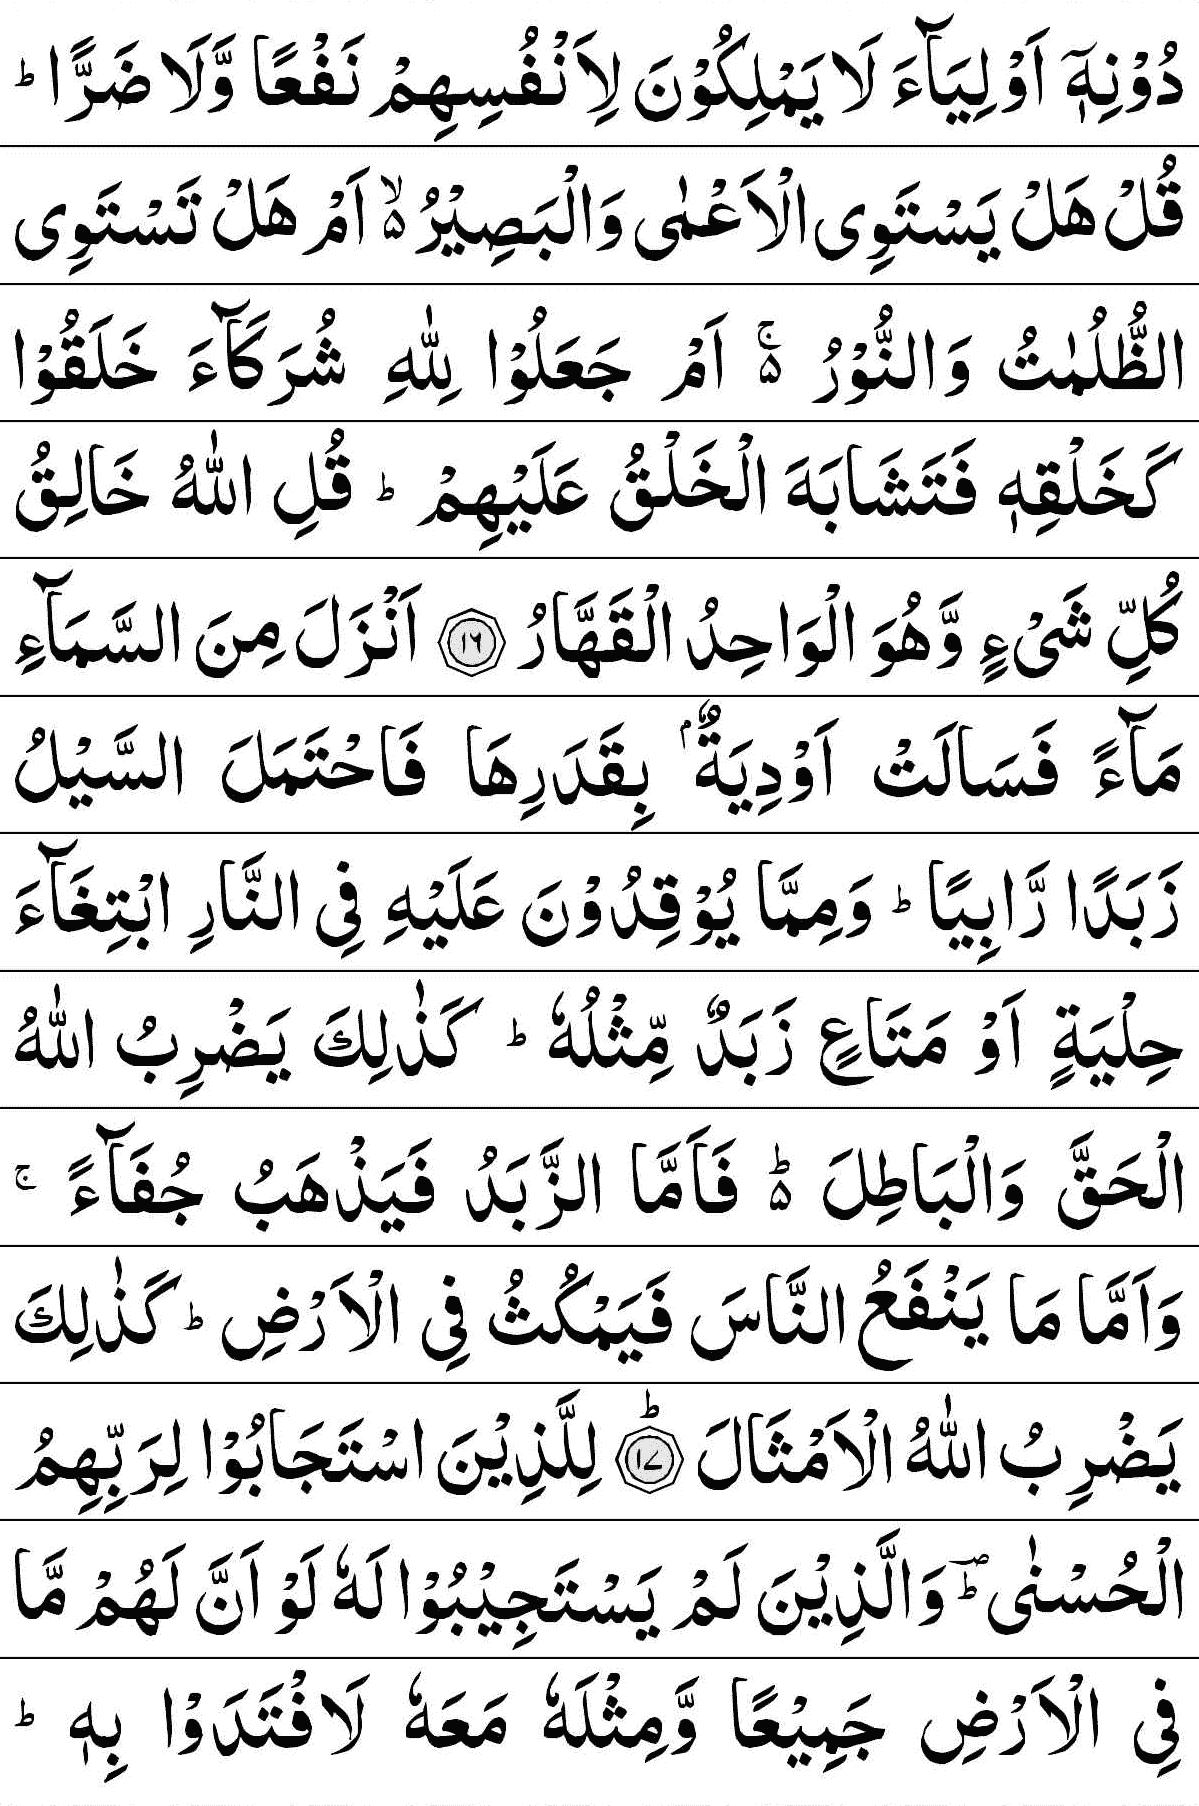 دُوْنِهٖۤ اَوْلِيَآءَ لَا يَمْلِكُوْنَ لِاَنْفُسِهِمْ نَفْعًا وَّلَا ضَرًّا ؕ
قُلْ هَلْ يَسْتَوِى الْاَعْمٰى وَالْبَصِيْرُ ۙ۬ اَمْ هَلْ تَسْتَوِى
الظُّلُمٰتُ وَالنُّوْرُ ۚ۬ اَمْ جَعَلُوْا لِلّٰهِ شُرَكَآءَ خَلَقُوْا
كَخَلْقِهٖ فَتَشَابَهَ الْخَلْقُ عَلَيْهِمْ ؕ قُلِ اللّٰهُ خَالِقُ
كُلِّ شَىْءٍ وَّهُوَ الْوَاحِدُ الْقَهَّارُ ﴿۱۶﴾ اَنْزَلَ مِنَ السَّمَآءِ
مَآءً فَسَالَتْ اَوْدِيَةٌۢ بِقَدَرِهَا فَاحْتَمَلَ السَّيْلُ
زَبَدًا رَّابِيًا ؕ وَمِمَّا يُوْقِدُوْنَ عَلَيْهِ فِى النَّارِ ابْتِغَآءَ
حِلْيَةٍ اَوْ مَتَاعٍ زَبَدٌ مِّثْلُهٗ ؕ كَذٰلِكَ يَضْرِبُ اللّٰهُ
الْحَقَّ وَالْبَاطِلَ ؕ۬ فَاَمَّا الزَّبَدُ فَيَذْهَبُ جُفَآءً ۚ
وَاَمَّا مَا يَنْفَعُ النَّاسَ فَيَمْكُثُ فِى الْاَرْضِ ؕ كَذٰلِكَ
يَضْرِبُ اللّٰهُ الْاَمْثَالَ ؕ ﴿۱۷﴾ لِلَّذِيْنَ اسْتَجَابُوْا لِرَبِّهِمُ
الْحُسْنٰى ؔؕ وَالَّذِيْنَ لَمْ يَسْتَجِيْبُوْا لَهٗ لَوْ اَنَّ لَهُمْ مَّا
فِى الْاَرْضِ جَمِيْعًا وَّمِثْلَهٗ مَعَهٗ لَافْتَدَوْا بِهٖ ؕ